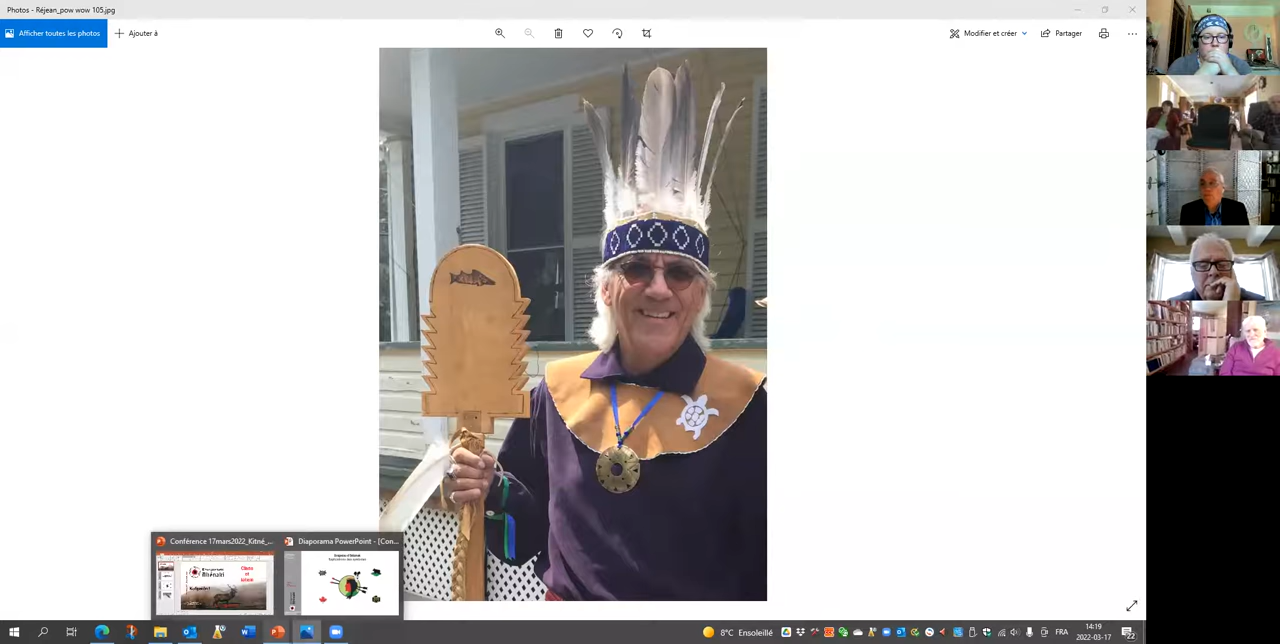 Photos - Réjean_pow wow 105.jpg
Afficher toutes les photos
Ajouter à
Modifier et créer
Partager
Conférence 17mars2022_Kitné_...
Diaporama PowerPoint - [Con...
8°C Ensoleillé
FRA
14:19
2022-03-17
22